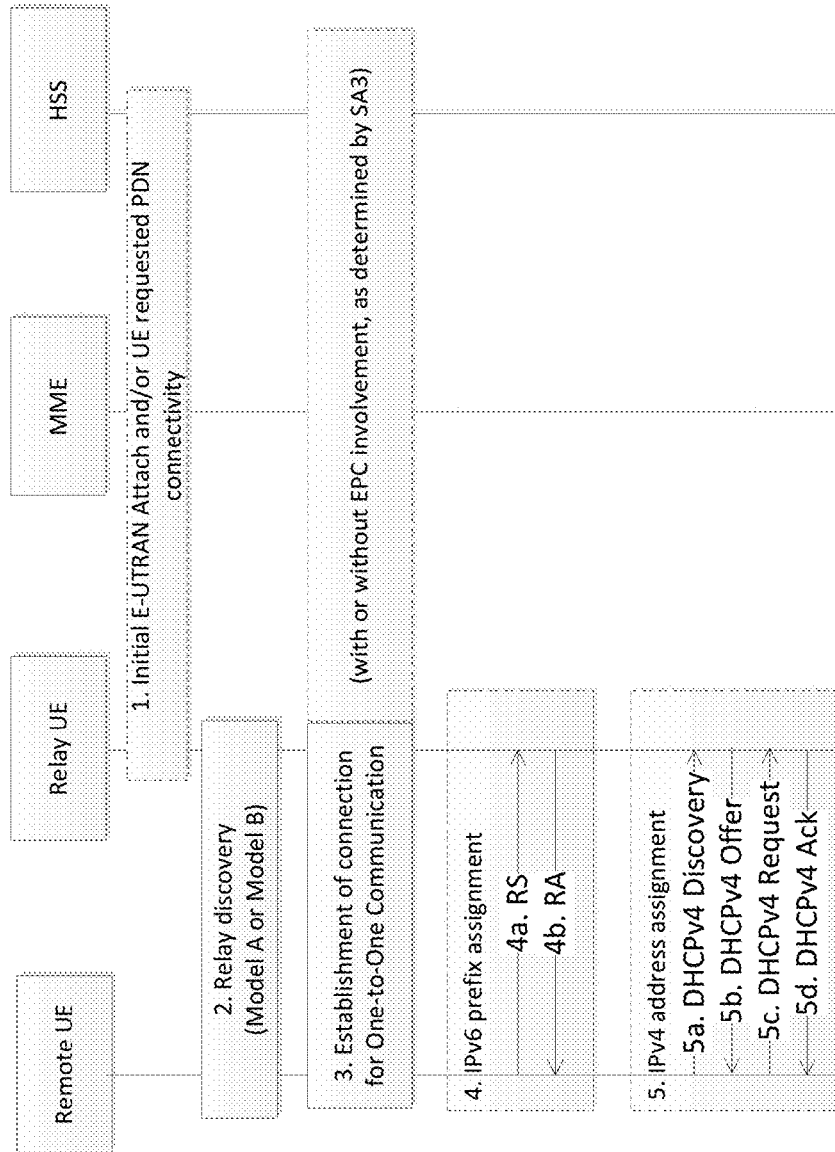 Remote UE
Relay UE
MME
HSS
1. Initial E-UTRAN Attach and/or UE requested PDN
connectivity
2. Relay discovery
(Model A or Model B)
3. Establishment of connection
for One-to-One Communication
(with or without EPC involvement, as determined by SA3)
4. IPv6 prefix assignment
4a. RS
4b. RA
5. IPv4 address assignment
5a. DHCPv4 Discovery
5b. DHCPv4 Offer
5c. DHCPv4 Request
5d. DHCPv4 Ack